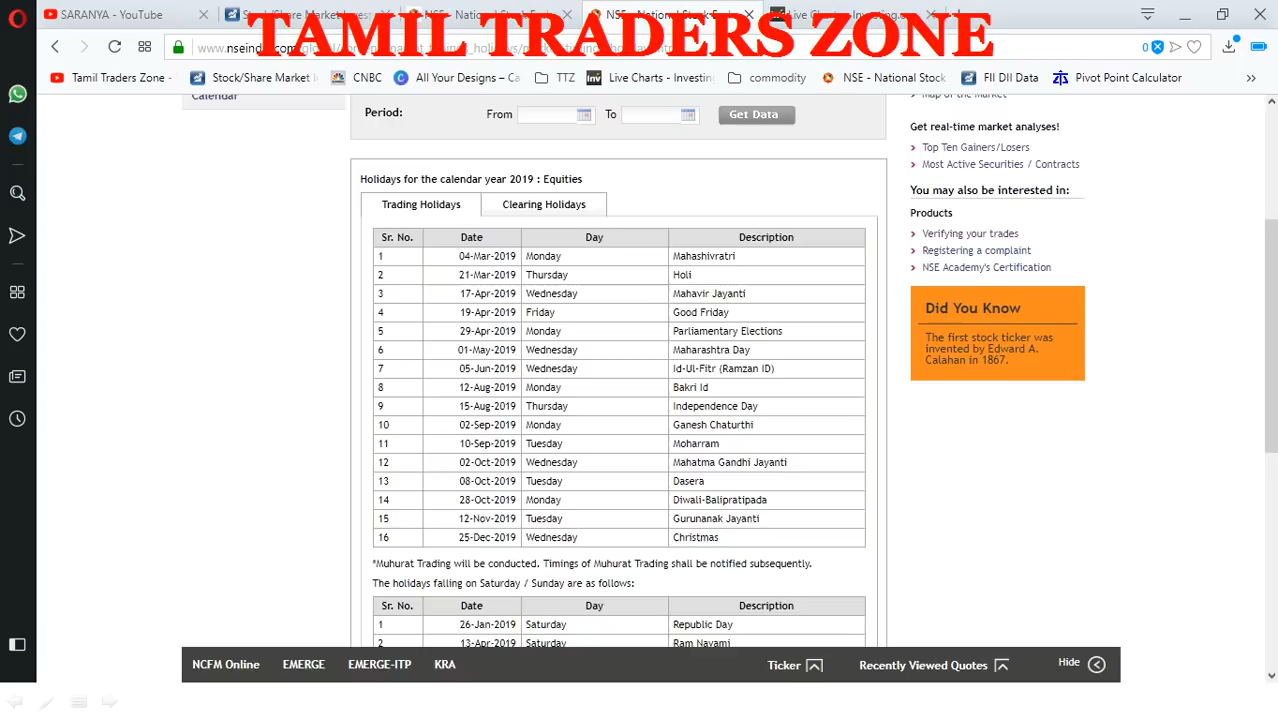 SARANYA - YouTube
TAMIL TRADERS ZONE
Tamil Traders Zone - Stock/Share Market I CNBC All Your Designs - Ca TTZ Live Charts - Investing commodity NSE - National Stock FII DII Data Pivot Point Calculator
Calendar
Period: From To Get Data
Map of the Market
Get real-time market analyses!
Top Ten Gainers/Losers
Most Active Securities / Contracts
You may also be interested in:
Products
Verifying your trades
Registering a complaint
NSE Academy's Certification
Did You Know
The first stock ticker was
invented by Edward A.
Calahan in 1867.
Holidays for the calendar year 2019 : Equities
Trading Holidays Clearing Holidays
Sr. No. Date Day Description
1 04-Mar-2019 Monday Mahashivratri
2 21-Mar-2019 Thursday Holi
3 17-Apr-2019 Wednesday Mahavir Jayanti
4 19-Apr-2019 Friday Good Friday
5 29-Apr-2019 Monday Parliamentary Elections
6 01-May-2019 Wednesday Maharashtra Day
7 05-Jun-2019 Wednesday Id-Ul-Fitr (Ramzan ID)
8 12-Aug-2019 Monday Bakri Id
9 15-Aug-2019 Thursday Independence Day
10 02-Sep-2019 Monday Ganesh Chaturthi
11 10-Sep-2019 Tuesday Moharram
12 02-Oct-2019 Wednesday Mahatma Gandhi Jayanti
13 08-Oct-2019 Tuesday Dasera
14 28-Oct-2019 Monday Diwali-Balipratipada
15 12-Nov-2019 Tuesday Gurunanak Jayanti
16 25-Dec-2019 Wednesday Christmas
*Muhurat Trading will be conducted. Timings of Muhurat Trading shall be notified subsequently.
The holidays falling on Saturday / Sunday are as follows:
Sr. No. Date Day Description
1 26-Jan-2019 Saturday Republic Day
2 13-Apr-2019 Saturday Ram Navami
NCFM Online EMERGE EMERGE-ITP KRA Ticker Recently Viewed Quotes Hide